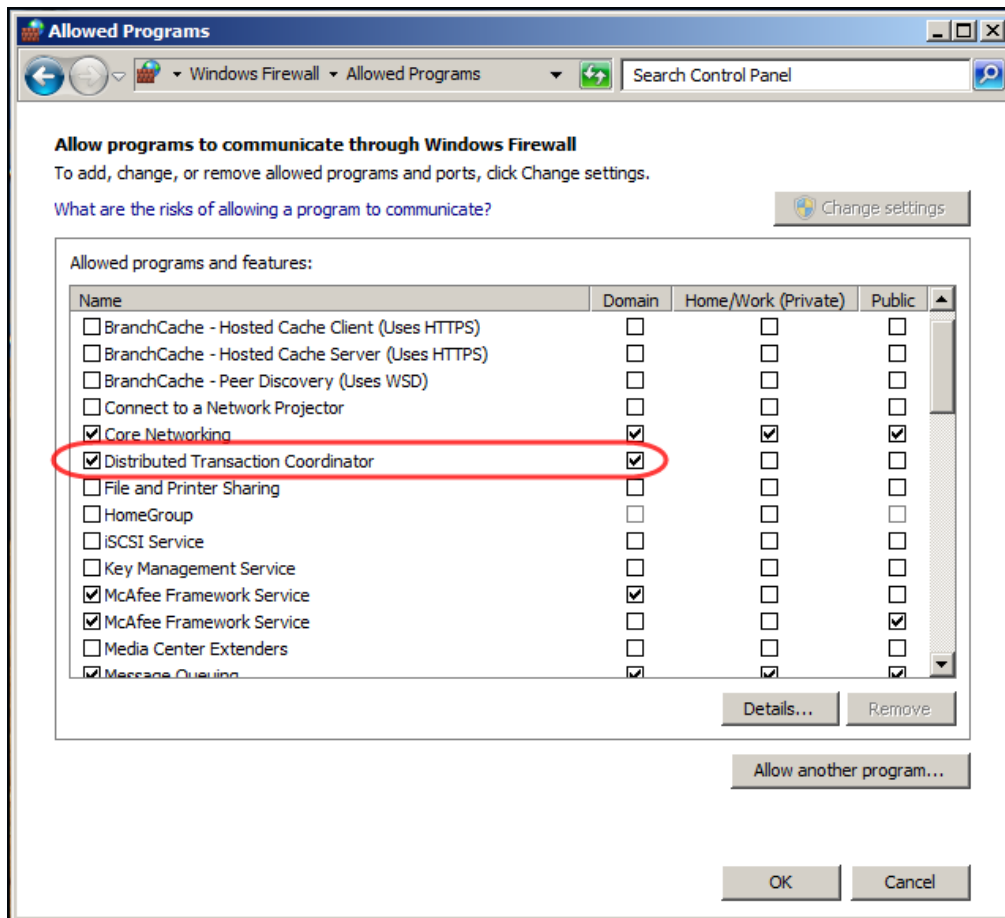 Allowed Programs
Windows Firewall Allowed Programs Search Control Panel
Allow programs to communicate through Windows Firewall
To add, change, or remove allowed programs and ports, click Change settings.
What are the risks of allowing a program to communicate? Change settings
Allowed programs and features:
Name Domain Home/Work (Private) Public
BranchCache - Hosted Cache Client (Uses HTTPS)
BranchCache - Hosted Cache Server (Uses HTTPS)
BranchCache - Peer Discovery (Uses WSD)
Connect to a Network Projector
Core Networking
Distributed Transaction Coordinator
File and Printer Sharing
HomeGroup
iSCSI Service
Key Management Service
McAfee Framework Service
McAfee Framework Service
Media Center Extenders
Message Queuing
Details... Remove
Allow another program...
OK Cancel